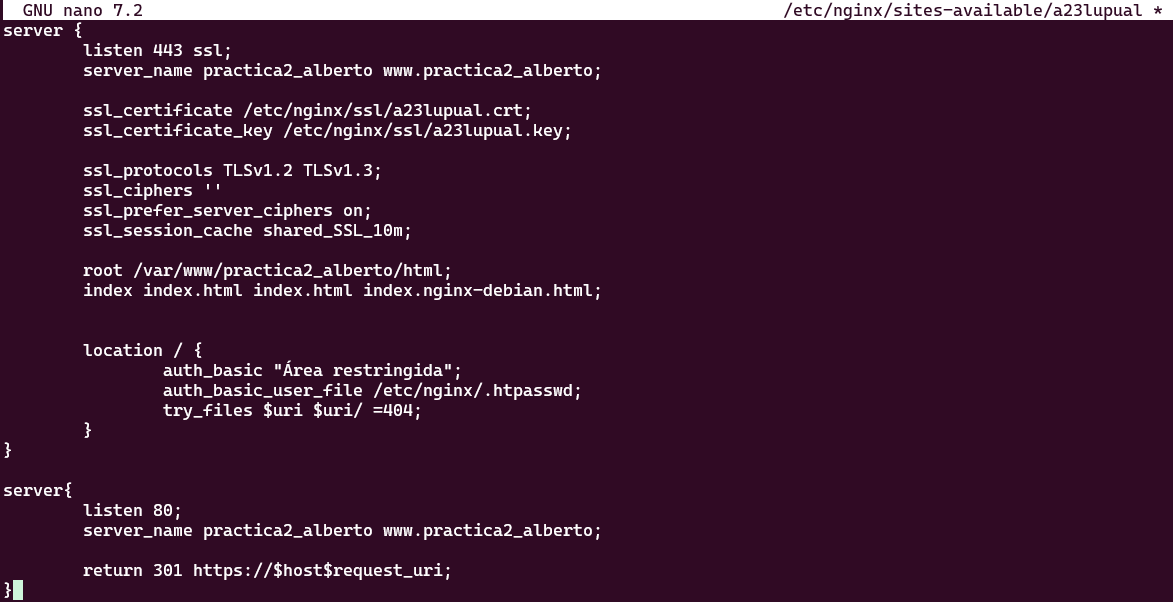 GNU nano 7.2 /etc/nginx/sites-available/a23lupual *
server {
listen 443 ssl;
server_name practica2_alberto www.practica2_alberto;
ssl_certificate /etc/nginx/ssl/a23lupual.crt;
ssl_certificate_key /etc/nginx/ssl/a23lupual.key;
ssl_protocols TLSv1.2 TLSv1.3;
ssl_ciphers ''
ssl_prefer_server_ciphers on;
ssl_session_cache shared_SSL_10m;
root /var/www/practica2_alberto/html;
index index.html index.html index.nginx-debian.html;
location / {
auth_basic "Área restringida";
auth_basic_user_file /etc/nginx/.htpasswd;
try_files $uri $uri/ =404;
}
}
server{
listen 80;
server_name practica2_alberto www.practica2_alberto;
return 301 https://$host$request_uri;
}